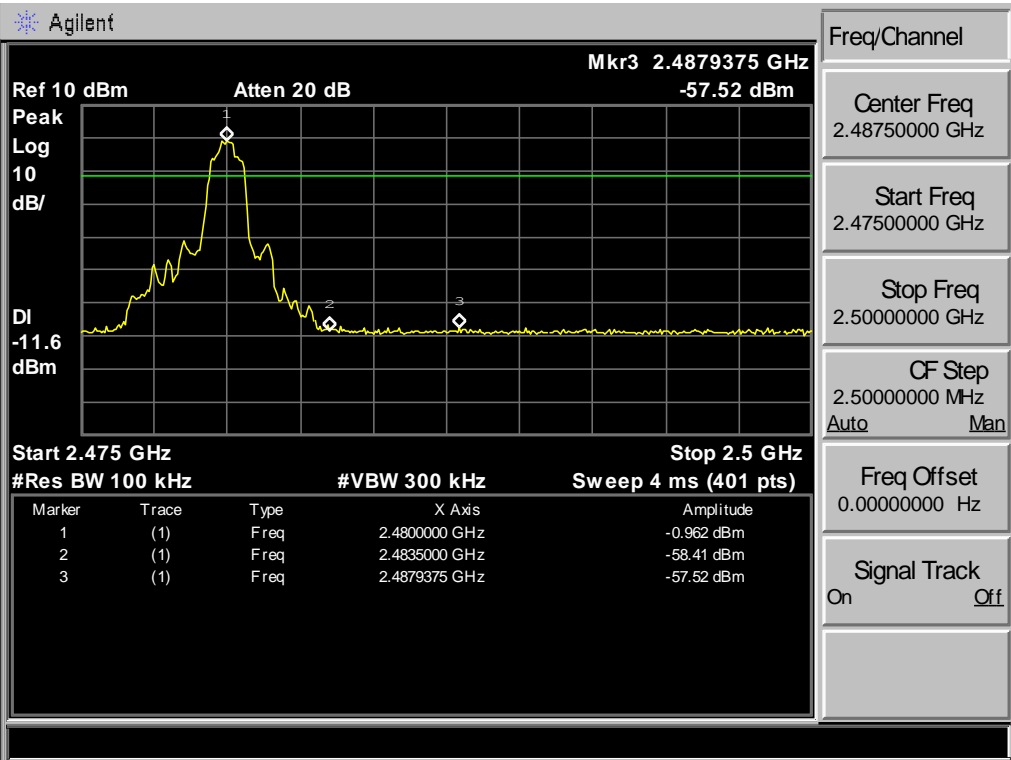 Agilent
Freq/Channel
Mkr3 2.4879375 GHz
Ref 10 dBm Atten 20 dB -57.52 dBm
Peak
Log
10
dB/
1
2
3
DI
-11.6
dBm
Start 2.475 GHz Stop 2.5 GHz
#Res BW 100 kHz #VBW 300 kHz Sweep 4 ms (401 pts)
Marker Trace Type X Axis Amplitude
1 (1) Freq 2.4800000 GHz -0.962 dBm
2 (1) Freq 2.4835000 GHz -58.41 dBm
3 (1) Freq 2.4879375 GHz -57.52 dBm
Center Freq
2.48750000 GHz
Start Freq
2.47500000 GHz
Stop Freq
2.50000000 GHz
CF Step
2.50000000 MHz
Auto Man
Freq Offset
0.00000000 Hz
Signal Track
On Off